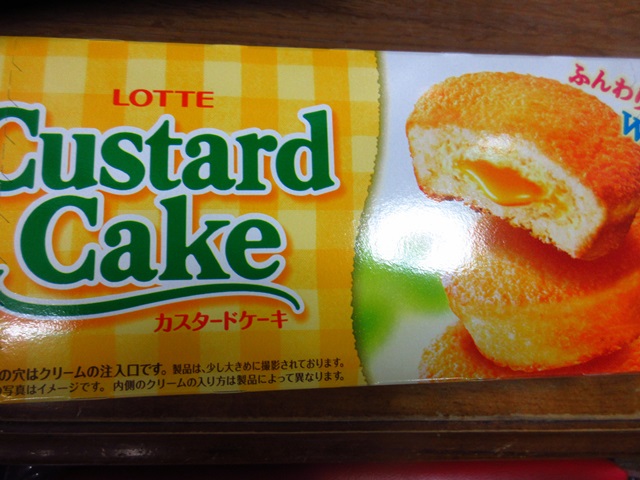 LOTTE
Custard
Cake
カスタードケーキ
の穴はクリームの注入口です。製品は、少し大きめに撮影されております。
の写真はイメージです。 内側のクリームの入り方は製品によって異なります。
ふんわり
W